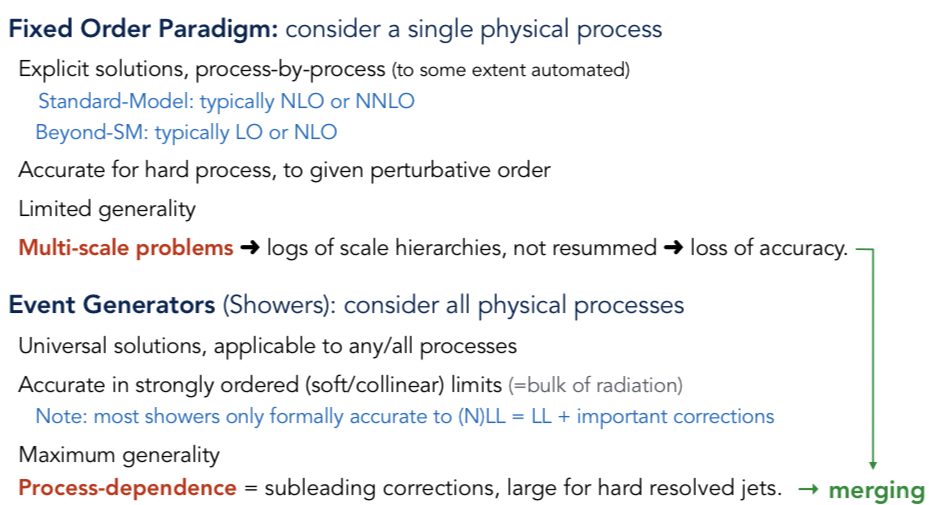 Fixed Order Paradigm: consider a single physical process
Explicit solutions, process-by-process (to some extent automated)
Standard-Model: typically NLO or NNLO
Beyond-SM: typically LO or NLO
Accurate for hard process, to given perturbative order
Limited generality
Multi-scale problems ➜ logs of scale hierarchies, not resummed ➜ loss of accuracy.
Event Generators (Showers): consider all physical processes
Universal solutions, applicable to any/all processes
Accurate in strongly ordered (soft/collinear) limits (=bulk of radiation)
Note: most showers only formally accurate to (N)LL = LL + important corrections
Maximum generality
Process-dependence = subleading corrections, large for hard resolved jets. → merging